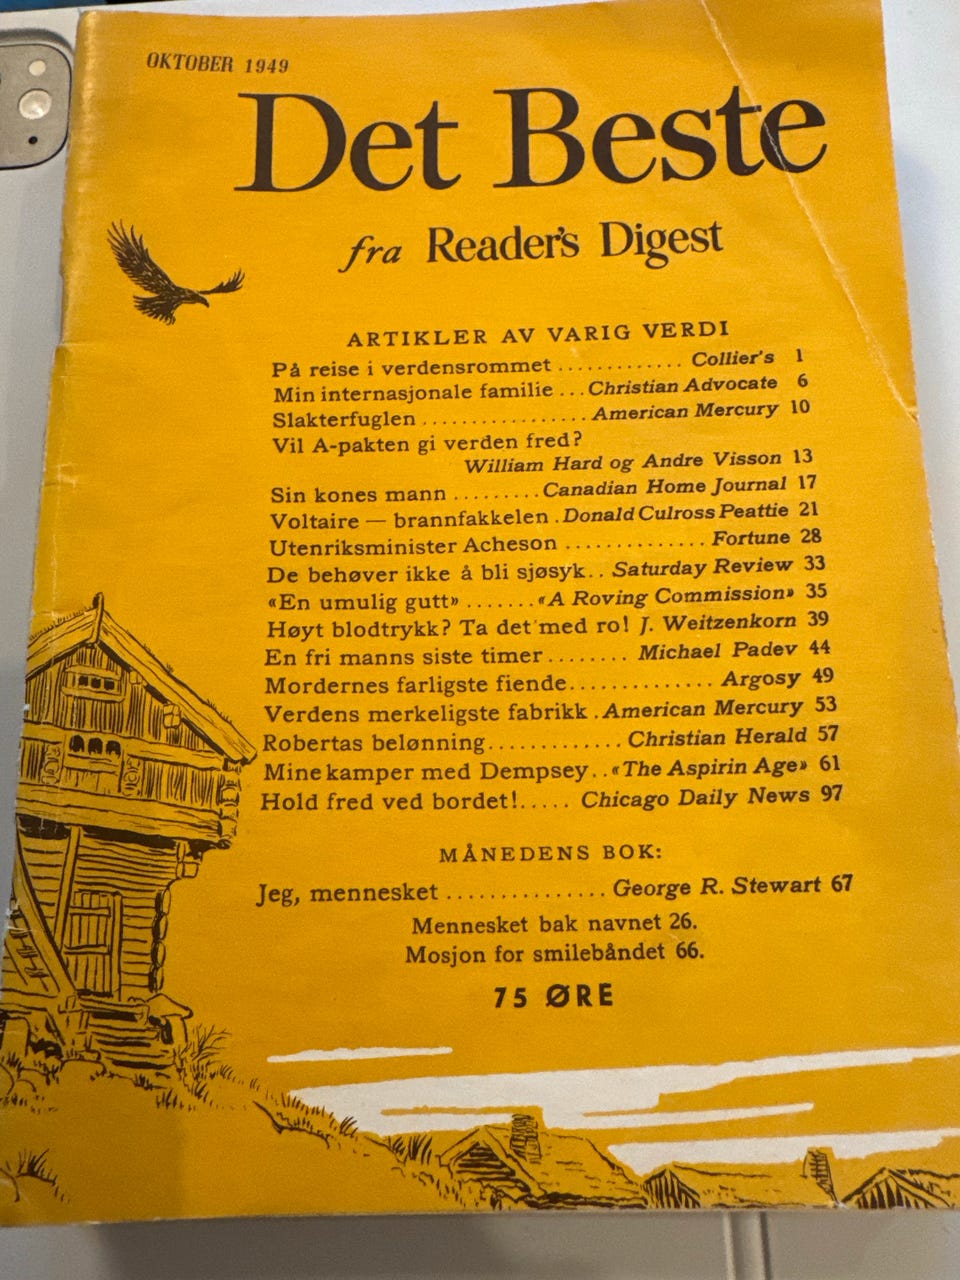 OKTOBER 1949
Det Beste
fra Reader's Digest
ARTIKLER AV VARIG VERDI
På reise i verdensrommet ............. Collier's 1
Min internasjonale familie ... Christian Advocate 6
Slakterfuglen ................ American Mercury 10
Vil A-pakten gi verden fred?
William Hard og Andre Visson 13
Sin kones mann ......... Canadian Home Journal 17
Voltaire — brannfakkelen . Donald Culross Peattie 21
Utenriksminister Acheson .............. Fortune 28
De behøver ikke å bli sjøsyk.. Saturday Review 33
«En umulig gutt» ....... «A Roving Commission» 35
Høyt blodtrykk? Ta det med ro! J. Weitzenkorn 39
En fri manns siste timer ........ Michael Padev 44
Mordernes farligste fiende.............. Argosy 49
Verdens merkeligste fabrikk . American Mercury 53
Robertas belønning............ Christian Herald 57
Mine kamper med Dempsey.. «The Aspirin Age» 61
Hold fred ved bordet!..... Chicago Daily News 97
MÅNEDENS BOK:
Jeg, mennesket .............. George R. Stewart 67
Mennesket bak navnet 26.
Mosjon for smilebåndet 66.
75 ØRE